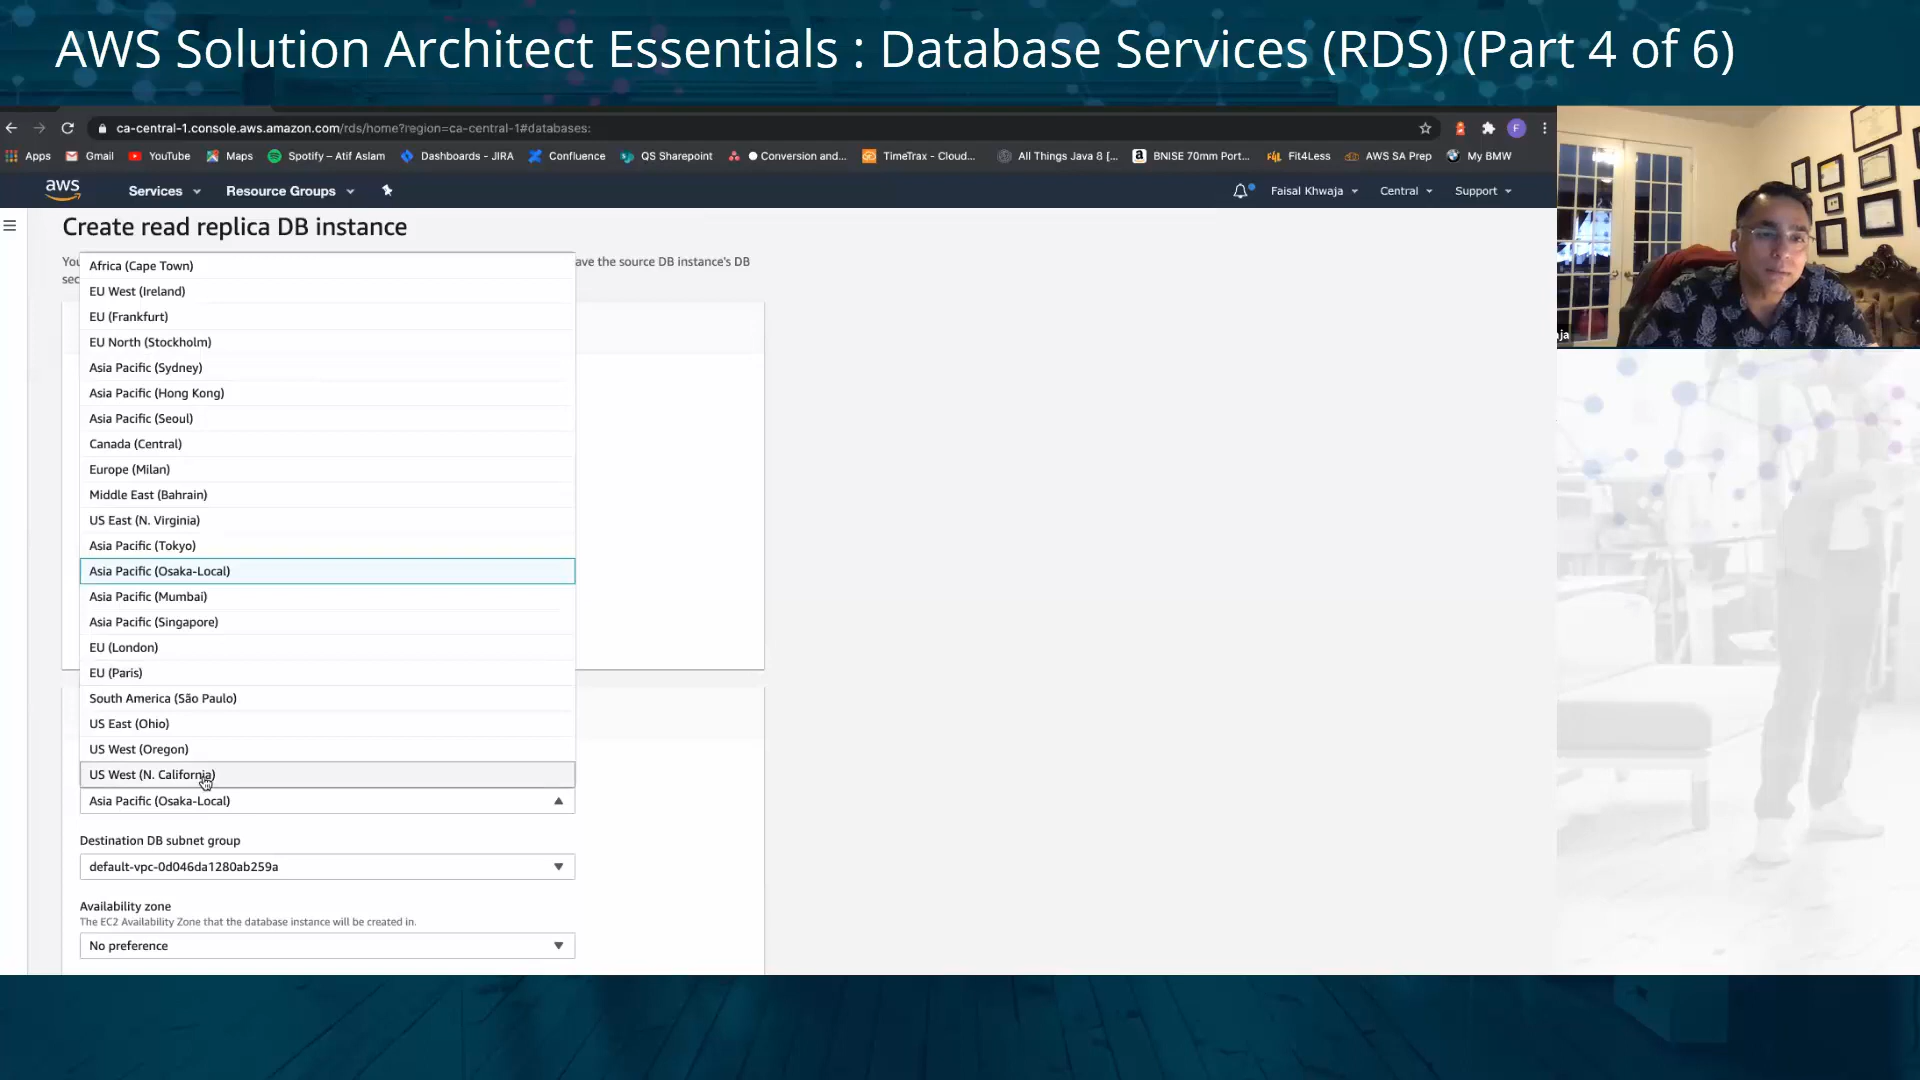 AWS Solution Architect Essentials : Database Services (RDS) (Part 4 of 6)
ca-central-1.console.aws.amazon.com/rds/home?region=ca-central-1#databases:
F
Apps Gmail YouTube Maps Spotify – Atif Aslam Dashboards - JIRA Confluence QS Sharepoint Conversion and... TimeTrax - Cloud... All Things Java & [... BNISE 70mm Port... Fit4Less AWS SA Prep My BMW
aws Services Resource Groups Faisal Khwaja Central Support
Create read replica DB instance
You
ave the source DB instance's DB
sec
Africa (Cape Town)
EU West (Ireland)
EU (Frankfurt)
EU North (Stockholm)
Asia Pacific (Sydney)
Asia Pacific (Hong Kong)
Asia Pacific (Seoul)
Canada (Central)
Europe (Milan)
Middle East (Bahrain)
US East (N. Virginia)
Asia Pacific (Tokyo)
Asia Pacific (Osaka-Local)
Asia Pacific (Mumbai)
Asia Pacific (Singapore)
EU (London)
EU (Paris)
South America (São Paulo)
US East (Ohio)
US West (Oregon)
US West (N. California)
Asia Pacific (Osaka-Local)
Destination DB subnet group
default-vpc-0d046da1280ab259a
Availability zone
The EC2 Availability Zone that the database instance will be created in.
No preference
aja